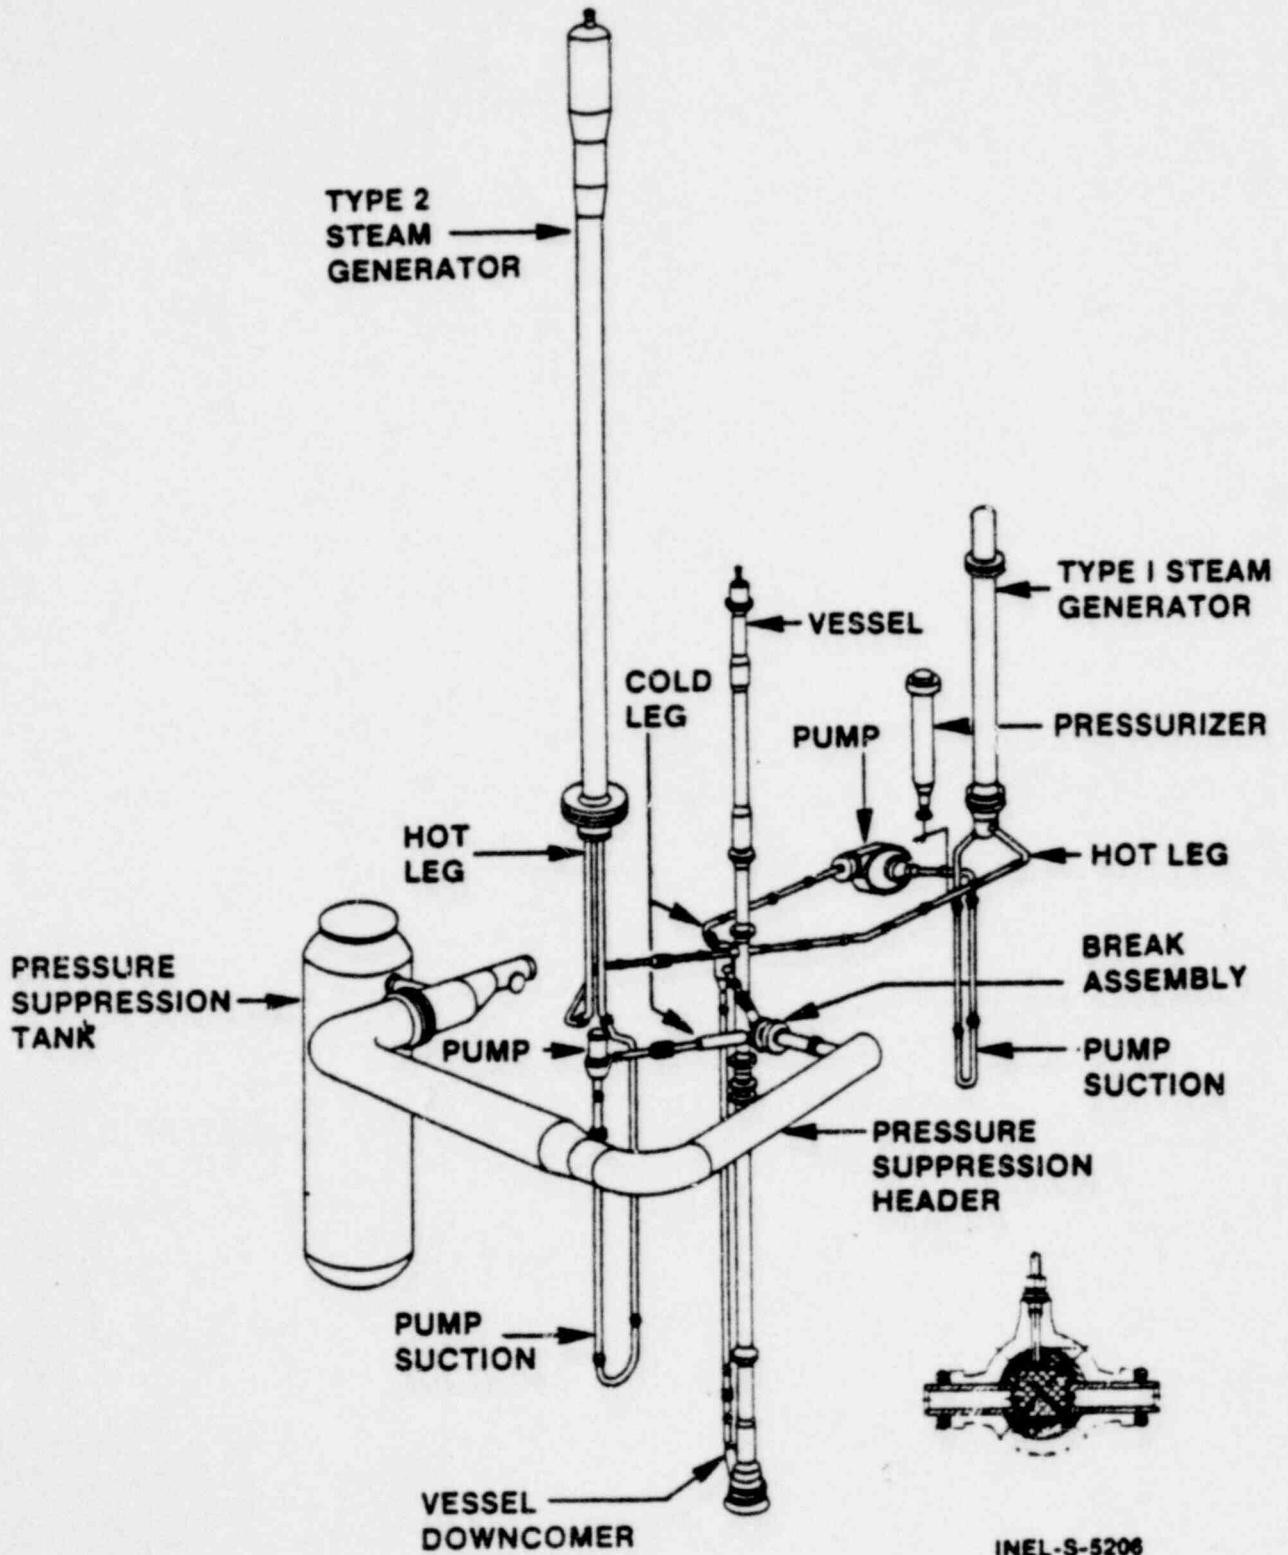 TYPE 2
STEAM
GENERATOR
TYPE I STEAM
GENERATOR
VESSEL
COLD
LEG
PUMP
PRESSURIZER
HOT
LEG
HOT LEG
PRESSURE
SUPPRESSION
TANK
BREAK
ASSEMBLY
PUMP
PUMP
SUCTION
PRESSURE
SUPPRESSION
HEADER
PUMP
SUCTION
VESSEL
DOWNCOMER
INEL-S-5206